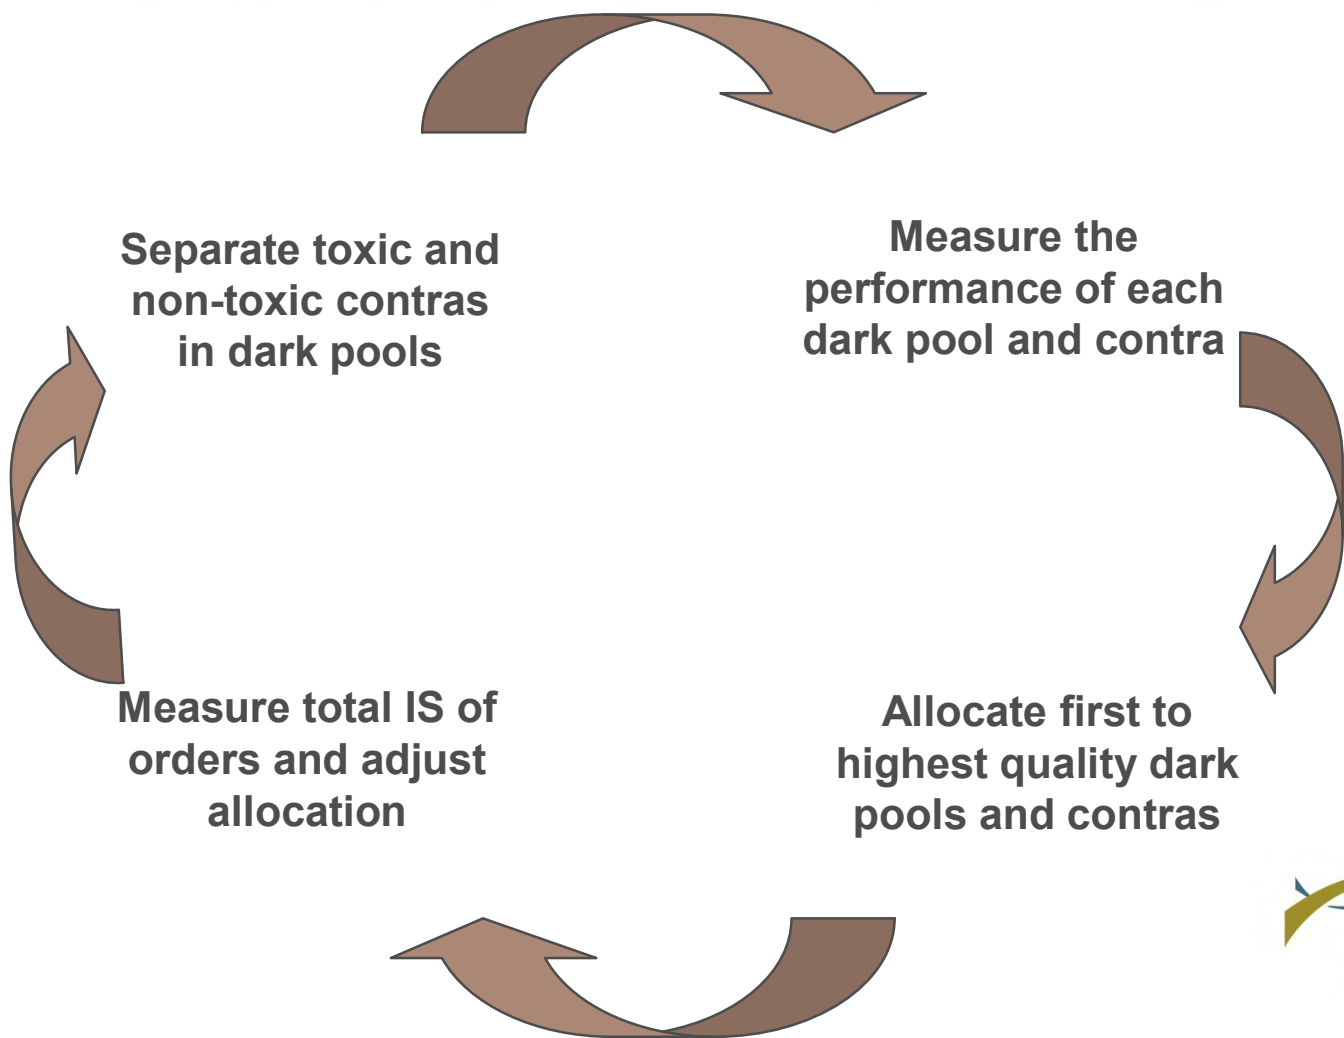 Separate toxic and
non-toxic contras
in dark pools
Measure the
performance of each
dark pool and contra
Allocate first to
highest quality dark
pools and contras
Measure total IS of
orders and adjust
allocation